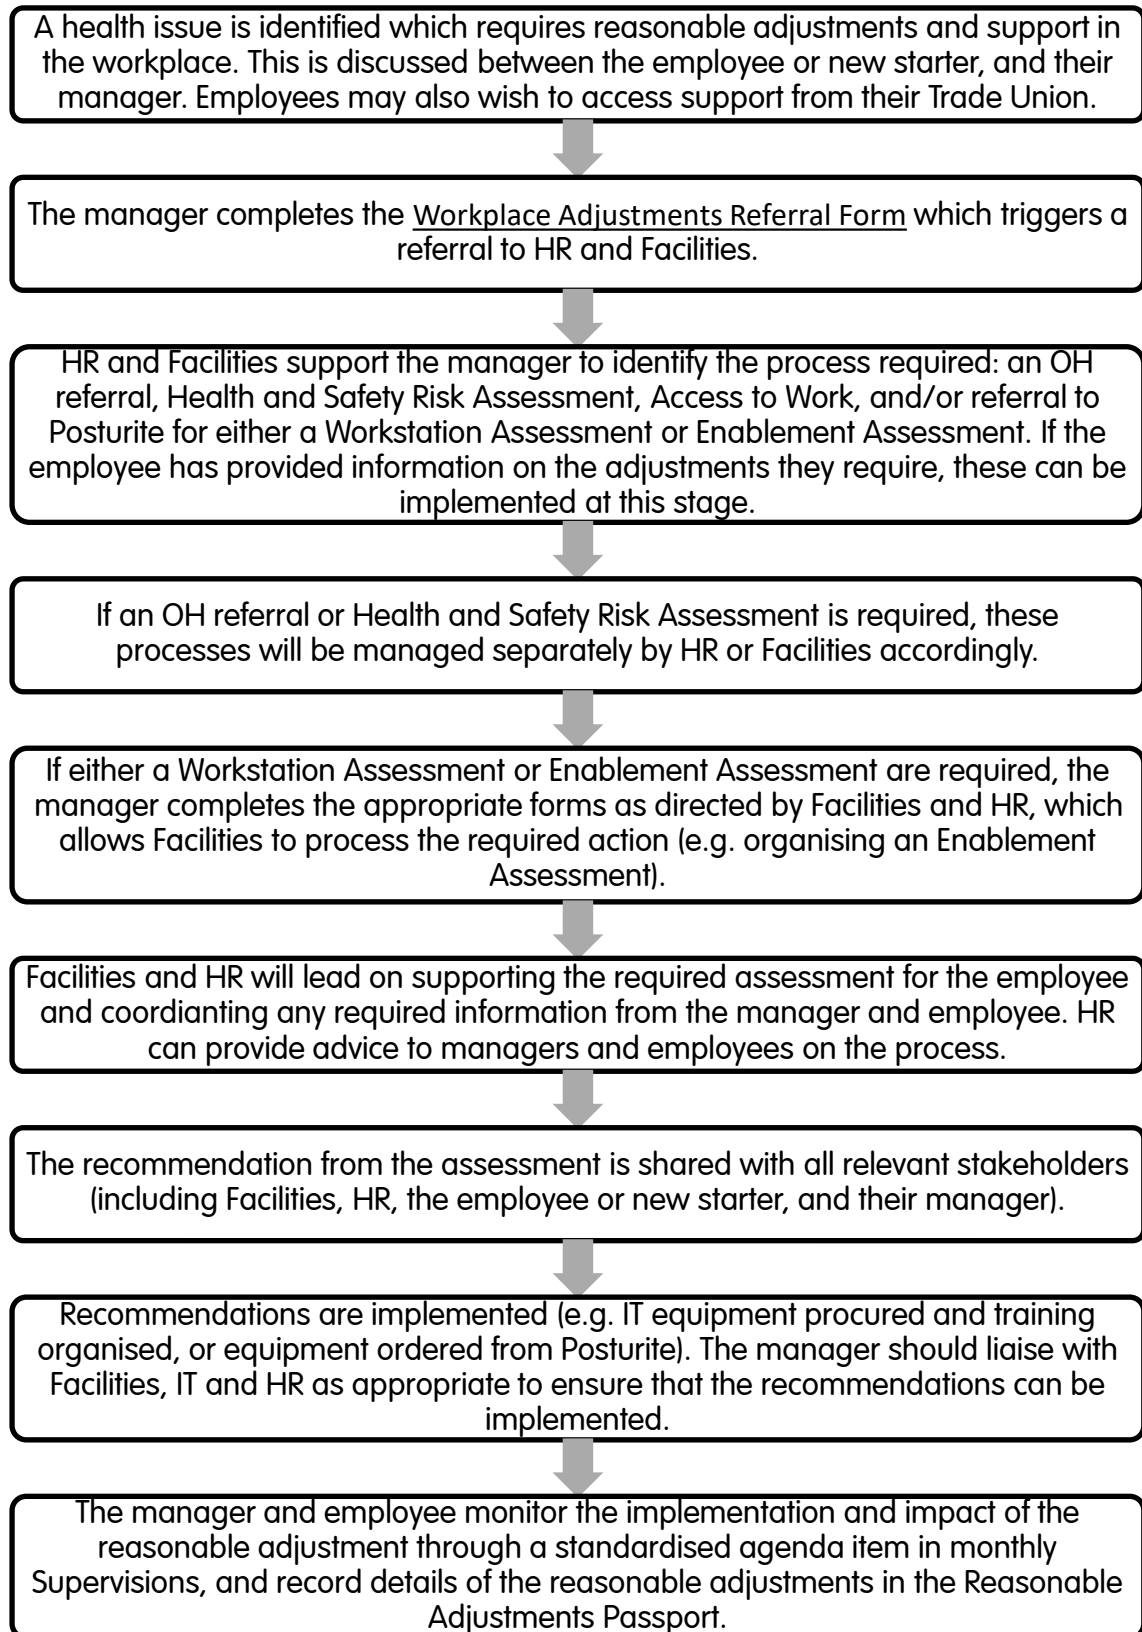 A health issue is identified which requires reasonable adjustments and support in
the workplace. This is discussed between the employee or new starter, and their
manager. Employees may also wish to access support from their Trade Union.
The manager completes the Workplace Adjustments Referral Form which triggers a
referral to HR and Facilities.
HR and Facilities support the manager to identify the process required: an OH
referral, Health and Safety Risk Assessment, Access to Work, and/or referral to
Posturite for either a Workstation Assessment or Enablement Assessment. If the
employee has provided information on the adjustments they require, these can be
implemented at this stage.
If an OH referral or Health and Safety Risk Assessment is required, these
processes will be managed separately by HR or Facilities accordingly.
If either a Workstation Assessment or Enablement Assessment are required, the
manager completes the appropriate forms as directed by Facilities and HR, which
allows Facilities to process the required action (e.g. organising an Enablement
Assessment).
Facilities and HR will lead on supporting the required assessment for the employee
and coordianting any required information from the manager and employee. HR
can provide advice to managers and employees on the process.
The recommendation from the assessment is shared with all relevant stakeholders
(including Facilities, HR, the employee or new starter, and their manager).
Recommendations are implemented (e.g. IT equipment procured and training
organised, or equipment ordered from Posturite). The manager should liaise with
Facilities, IT and HR as appropriate to ensure that the recommendations can be
implemented.
The manager and employee monitor the implementation and impact of the
reasonable adjustment through a standardised agenda item in monthly
Supervisions, and record details of the reasonable adjustments in the Reasonable
Adjustments Passport.